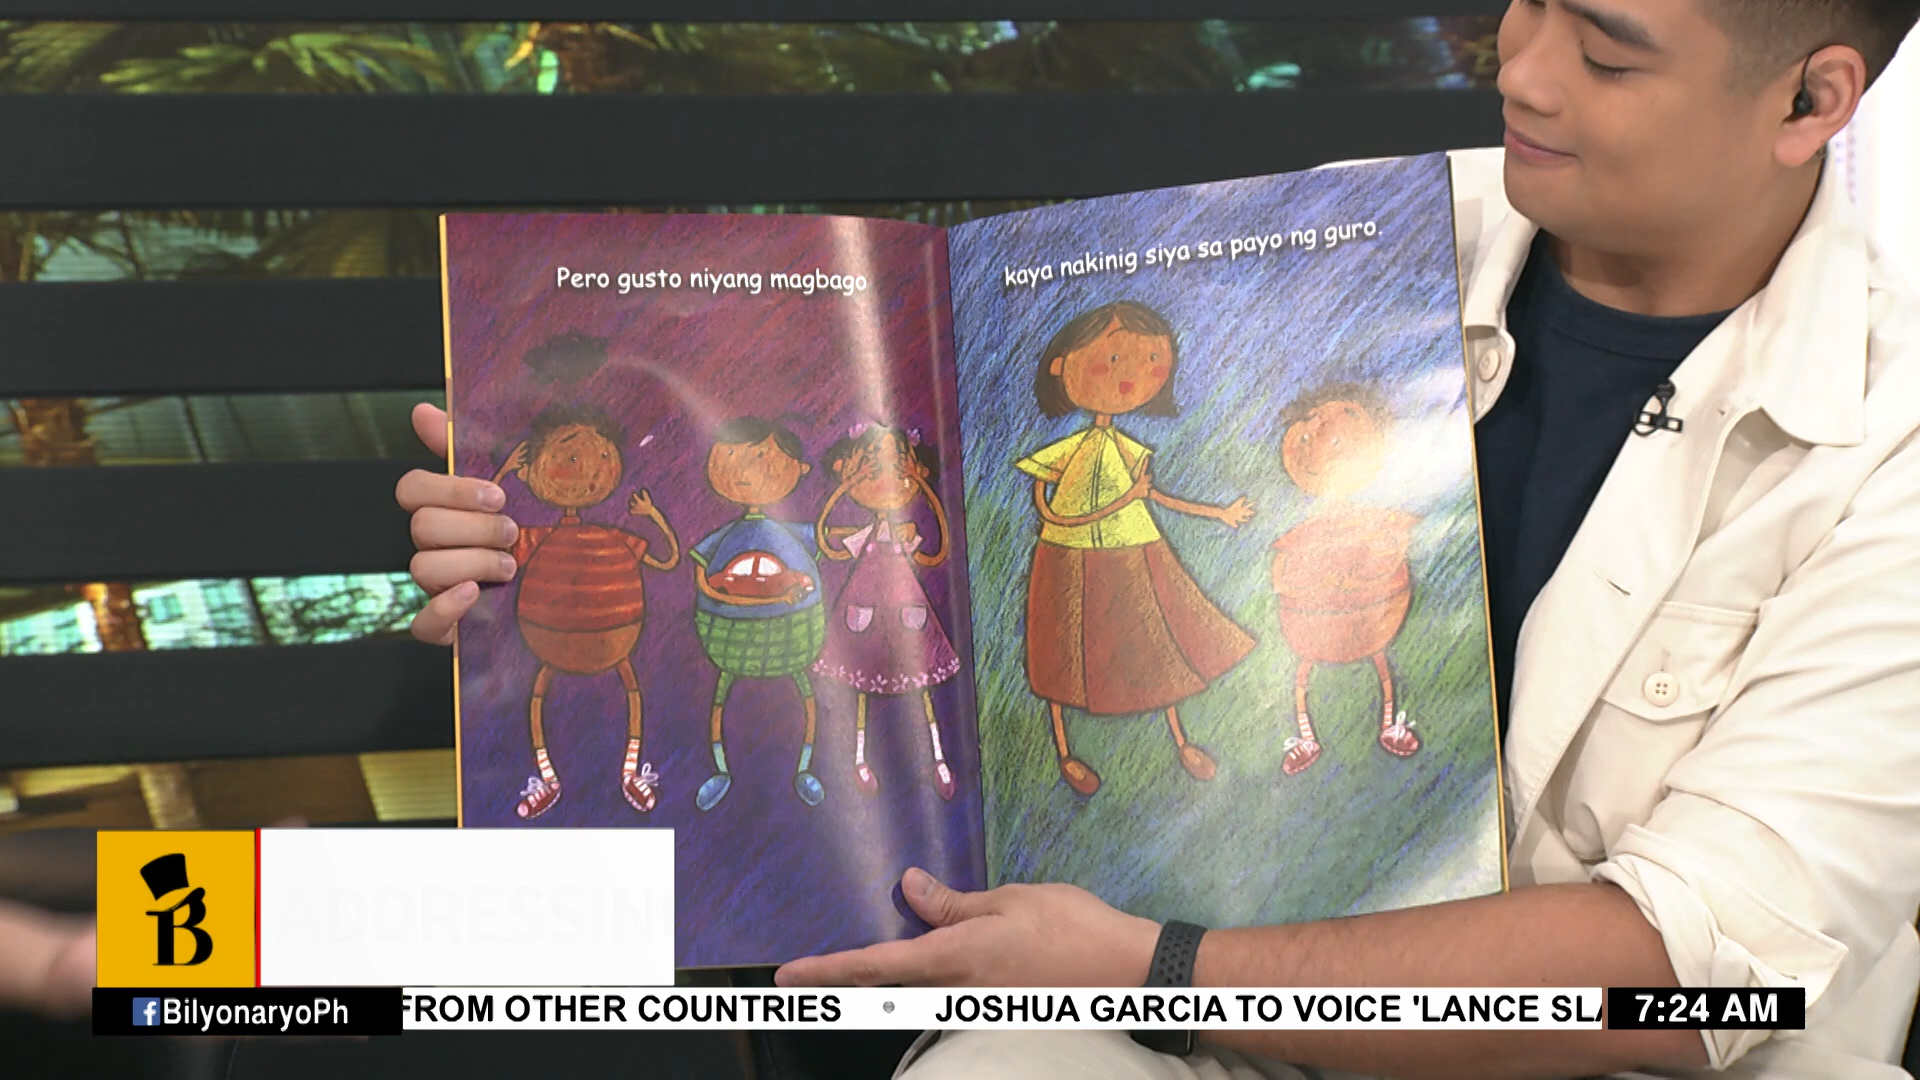 Pero gusto niyang magbago
kaya nakinig siya sa payo ng guro.
ADDRESSING
B
BilyonaryoPh
FROM OTHER COUNTRIES • JOSHUA GARCIA TO VOICE 'LANCE
7:24 AM